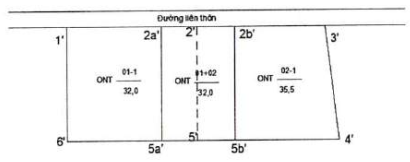 Đường liên thôn
1' 2a' 2' 2b' 3'
ONT 01-1 32,0
ONT 01+02 32,0
ONT 02-1 35,5
6' 5a' 5' 5b' 4'